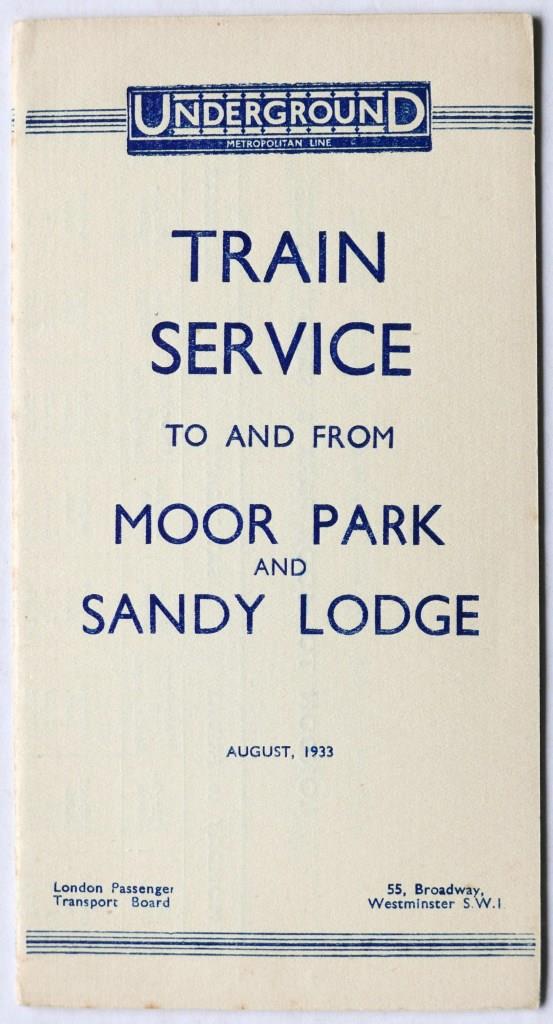 UNDERGROUND
METROPOLITAN LINE
TRAIN
SERVICE
TO AND FROM
MOOR PARK
AND
SANDY LODGE
AUGUST, 1933
London Passenger
Transport Board
55, Broadway,
Westminster S.W.1